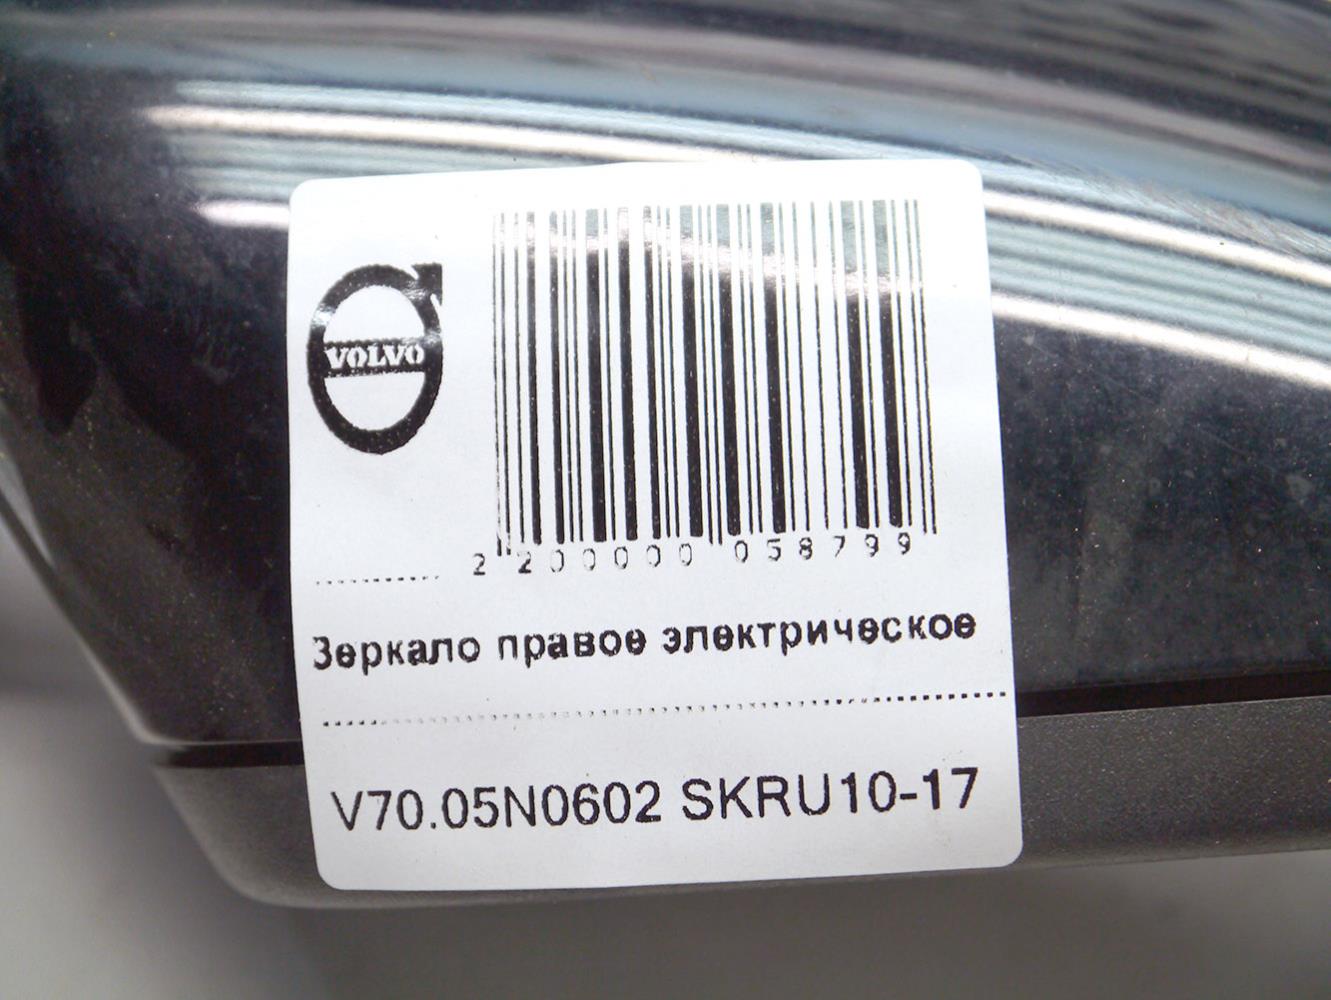 VOLVO
2 200000 058799
Зеркало правое электрическое
V70.05N0602 SKRU10-17